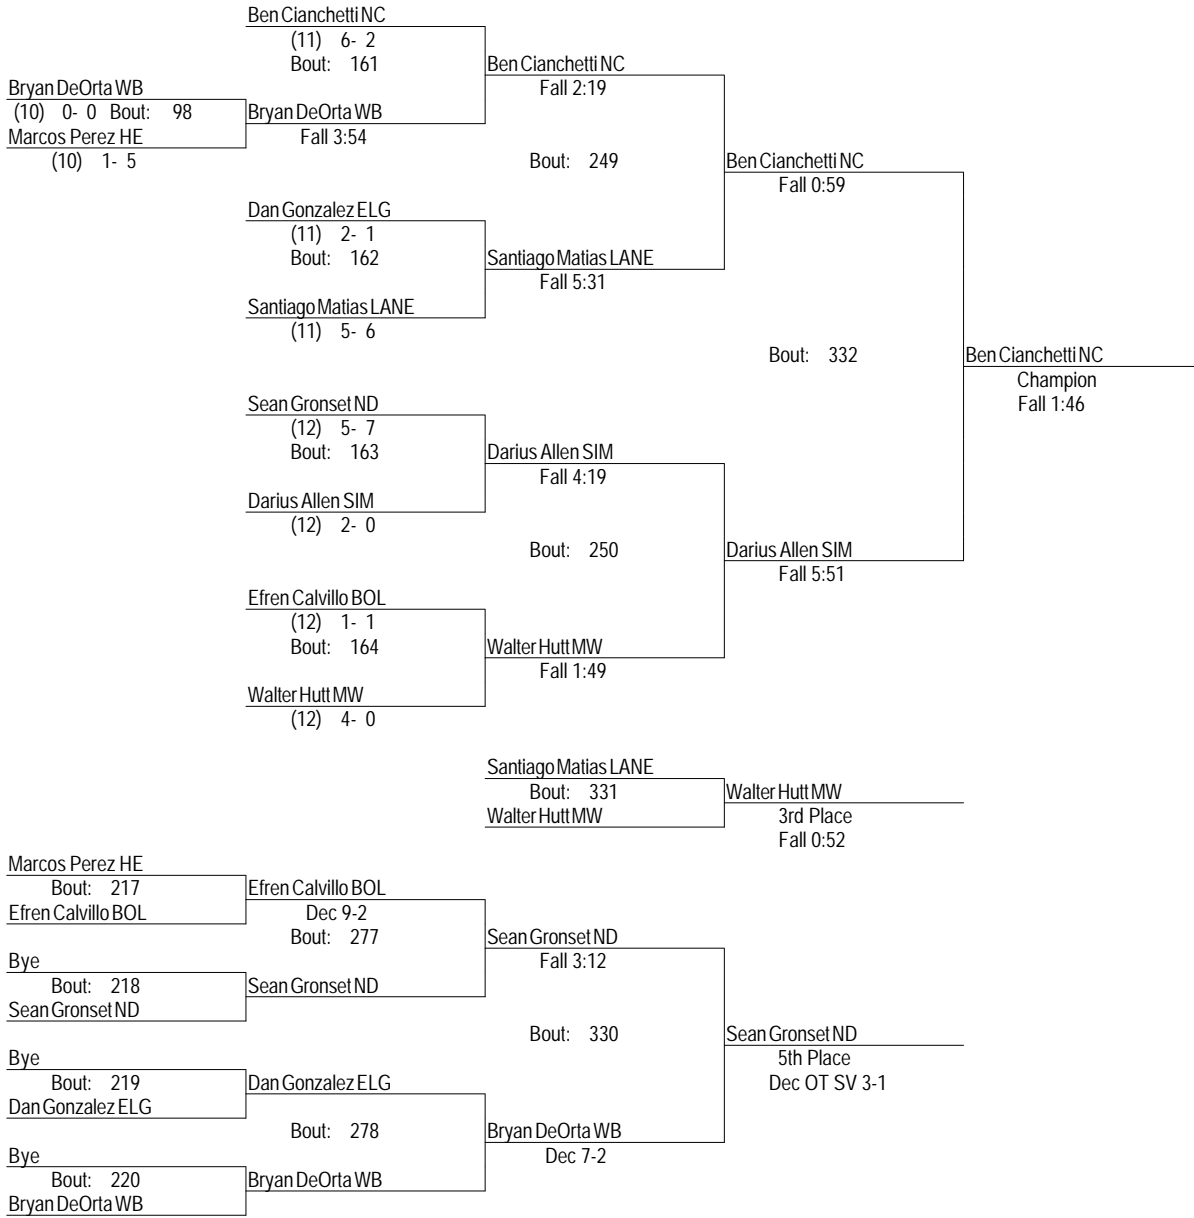 Ben Cianchetti NC
(11) 6- 2
Bout: 161
Ben Cianchetti NC
Fall 2:19
Bryan DeOrta WB
(10) 0- 0 Bout: 98
Bryan DeOrta WB
Marcos Perez HE
Fall 3:54
(10) 1- 5
Bout: 249
Ben Cianchetti NC
Fall 0:59
Dan Gonzalez ELG
(11) 2- 1
Bout: 162
Santiago Matias LANE
Fall 5:31
Santiago Matias LANE
(11) 5- 6
Bout: 332
Ben Cianchetti NC
Champion
Fall 1:46
Sean Gronset ND
(12) 5- 7
Bout: 163
Darius Allen SIM
Fall 4:19
Darius Allen SIM
(12) 2- 0
Bout: 250
Darius Allen SIM
Fall 5:51
Efren Calvillo BOL
(12) 1- 1
Bout: 164
Walter Hutt MW
Fall 1:49
Walter Hutt MW
(12) 4- 0
Santiago Matias LANE
Bout: 331
Walter Hutt MW
Walter Hutt MW
3rd Place
Fall 0:52
Marcos Perez HE
Bout: 217
Efren Calvillo BOL
Efren Calvillo BOL
Dec 9-2
Bout: 277
Sean Gronset ND
Fall 3:12
Bye
Bout: 218
Sean Gronset ND
Sean Gronset ND
Bout: 330
Sean Gronset ND
5th Place
Dec OT SV 3-1
Bye
Bout: 219
Dan Gonzalez ELG
Dan Gonzalez ELG
Bout: 278
Bryan DeOrta WB
Dec 7-2
Bye
Bout: 220
Bryan DeOrta WB
Bryan DeOrta WB